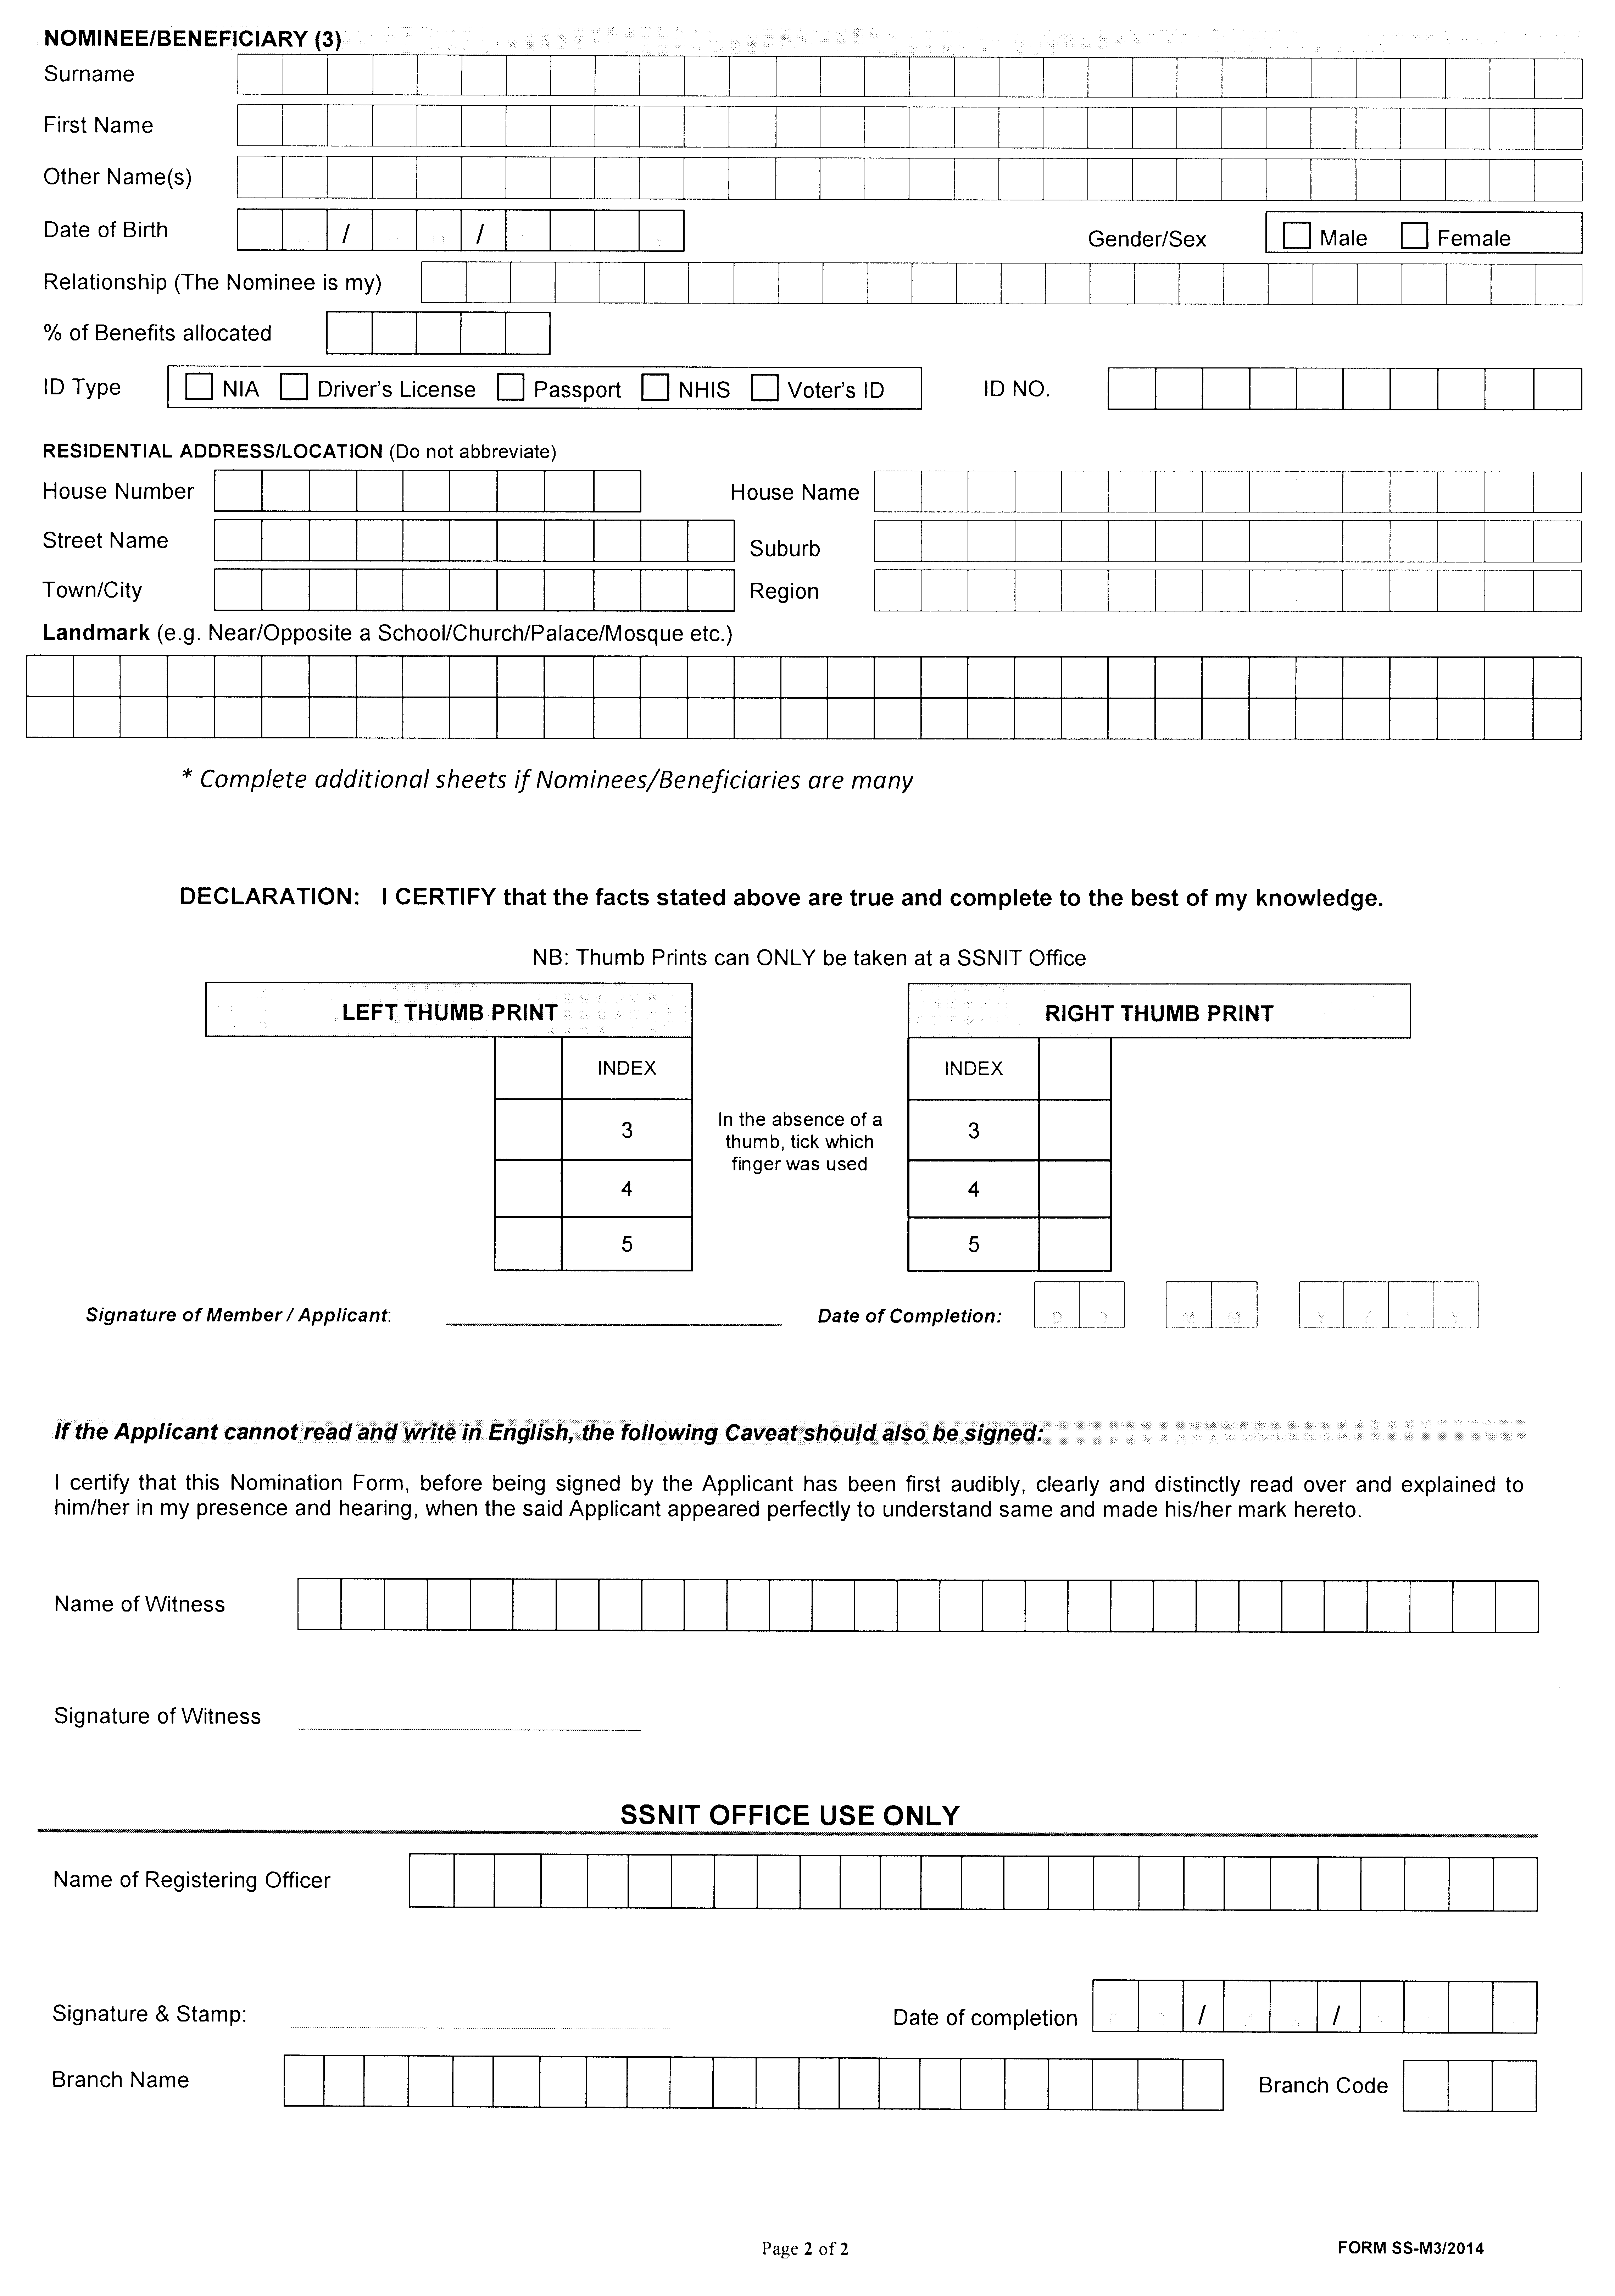 NOMINEE/BENEFICIARY (3)
Surname
First Name
Other Name(s)
Date of Birth / / Gender/Sex Male Female
Relationship (The Nominee is my)
% of Benefits allocated
ID Type NIA Driver's License Passport NHIS Voter's ID ID NO.
RESIDENTIAL ADDRESS/LOCATION (Do not abbreviate)
House Number House Name
Street Name Suburb
Town/City Region
Landmark (e.g. Near/Opposite a School/Church/Palace/Mosque etc.)
* Complete additional sheets if Nominees/Beneficiaries are many
DECLARATION: I CERTIFY that the facts stated above are true and complete to the best of my knowledge.
NB: Thumb Prints can ONLY be taken at a SSNIT Office
LEFT THUMB PRINT RIGHT THUMB PRINT
INDEX INDEX
3 In the absence of a 3
thumb, tick which
finger was used
4 4
5 5
Signature of Member / Applicant: Date of Completion: D D M M Y Y Y Y
If the Applicant cannot read and write in English, the following Caveat should also be signed:
I certify that this Nomination Form, before being signed by the Applicant has been first audibly, clearly and distinctly read over and explained to
him/her in my presence and hearing, when the said Applicant appeared perfectly to understand same and made his/her mark hereto.
Name of Witness
Signature of Witness
SSNIT OFFICE USE ONLY
Name of Registering Officer
Signature & Stamp: Date of completion / /
Branch Name Branch Code
Page 2 of 2 FORM SS-M3/2014